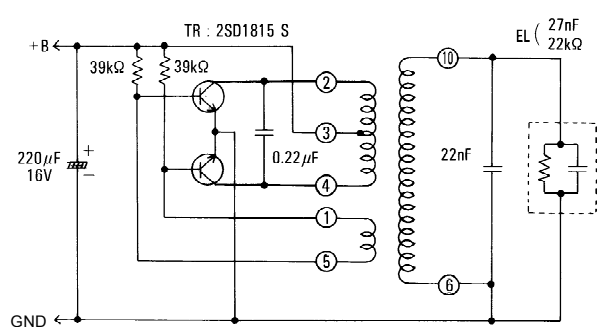 TR : 2SD1815 S
27nF
EL ( 22kΩ
+B
39kΩ 39kΩ
2
10
3
220μF
16V
+
−
0.22μF
22nF
4
1
5
6
GND